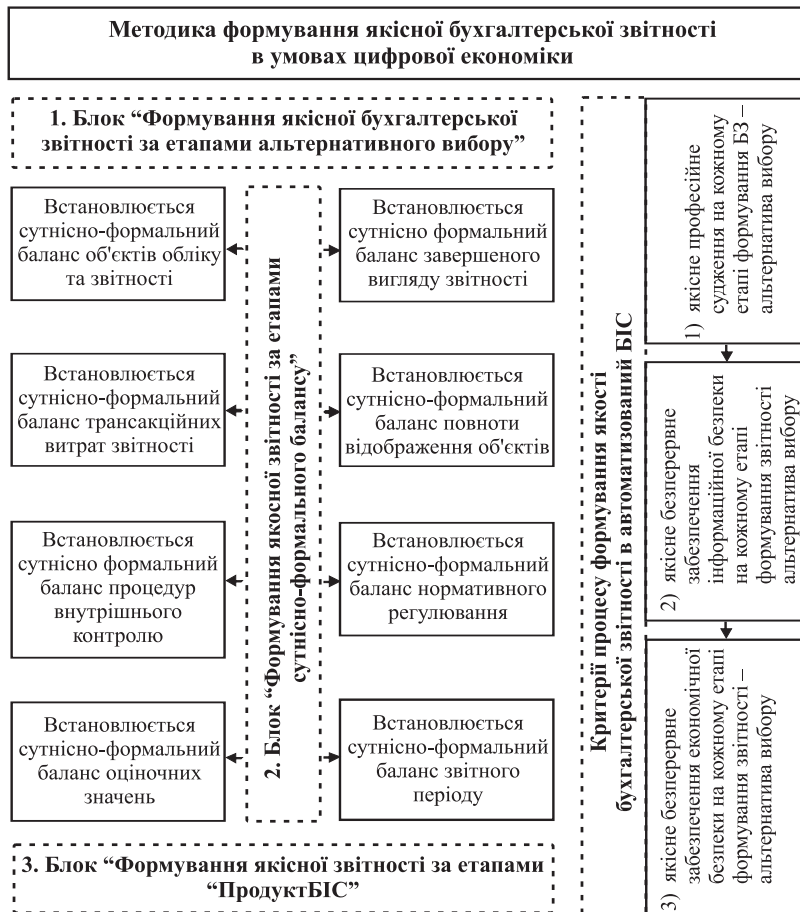 Методика формування якісної бухгалтерської звітності
в умовах цифрової економіки
1. Блок “Формування якісної бухгалтерської
звітності за етапами альтернативного вибору”
Встановлюється
сутнісно-формальний
баланс об'єктів обліку
та звітності
Встановлюється
сутнісно формальний
баланс завершеного
вигляду звітності
Встановлюється
сутнісно-формальний
баланс трансакційних
витрат звітності
Встановлюється
сутнісно-формальний
баланс повноти
відображення об'єктів
Встановлюється
сутнісно формальний
баланс процедур
внутрішнього
контролю
Встановлюється
сутнісно-формальний
баланс нормативного
регулювання
Встановлюється
сутнісно-формальний
баланс оціночних
значень
Встановлюється
сутнісно-формальний
баланс звітного
періоду
2. Блок “Формування якосної звітності за етапами
сутнісно-формального балансу”
3. Блок “Формування якісної звітності за етапами
“ПродуктБІС”
Критерії процесу формування якості
бухгалтерської звітності в автоматизований БІС
1) якісне професійне
судження на кожному
етапі формування БЗ –
альтернатива вибору
2) якісне безперервне
забезпечення
інформаційної безпеки
на кожному етапі
формування звітності
альтернатива вибору
3) якісне безперервне
забезпечення економічної
безпеки на кожному етапі
формування звітності –
альтернатива вибору